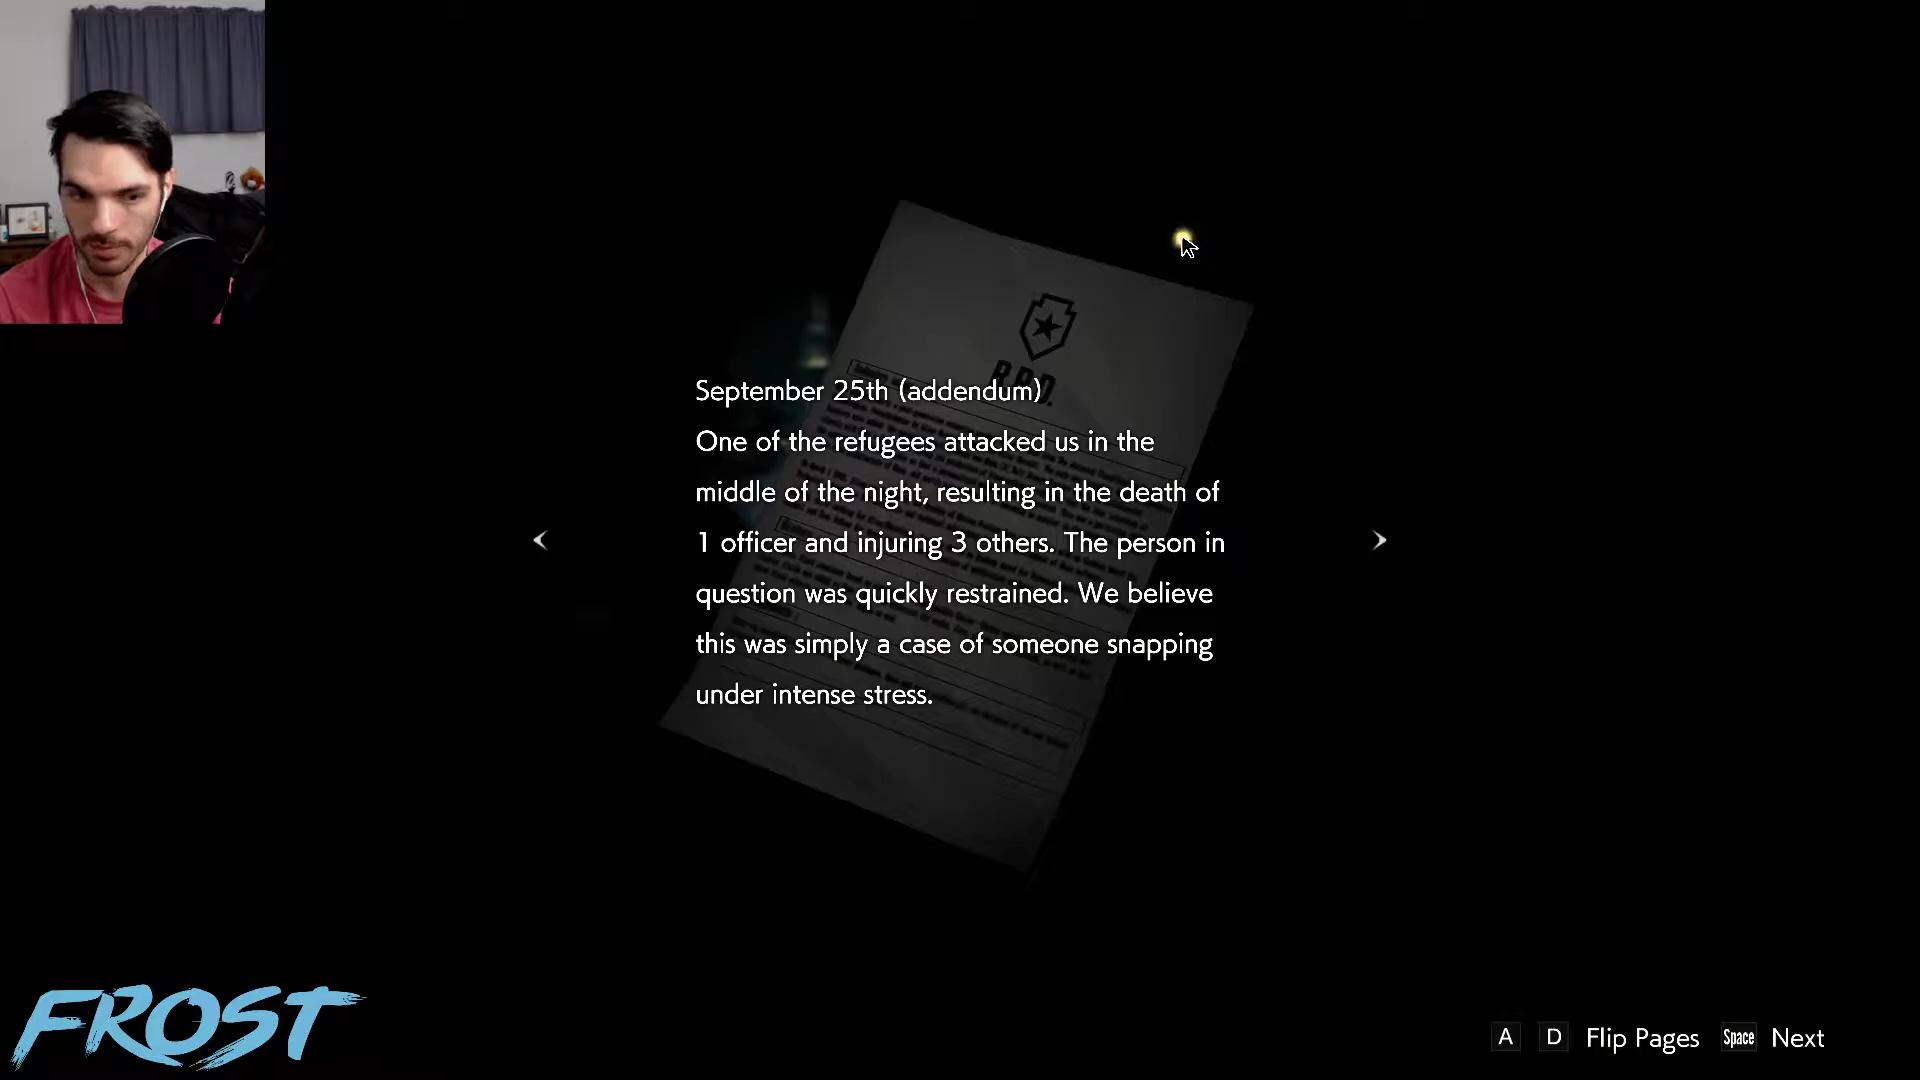 R.P.D.
September 25th (addendum)
One of the refugees attacked us in the
middle of the night, resulting in the death of
1 officer and injuring 3 others. The person in
question was quickly restrained. We believe
this was simply a case of someone snapping
under intense stress.
FROST
A D Flip Pages Space Next